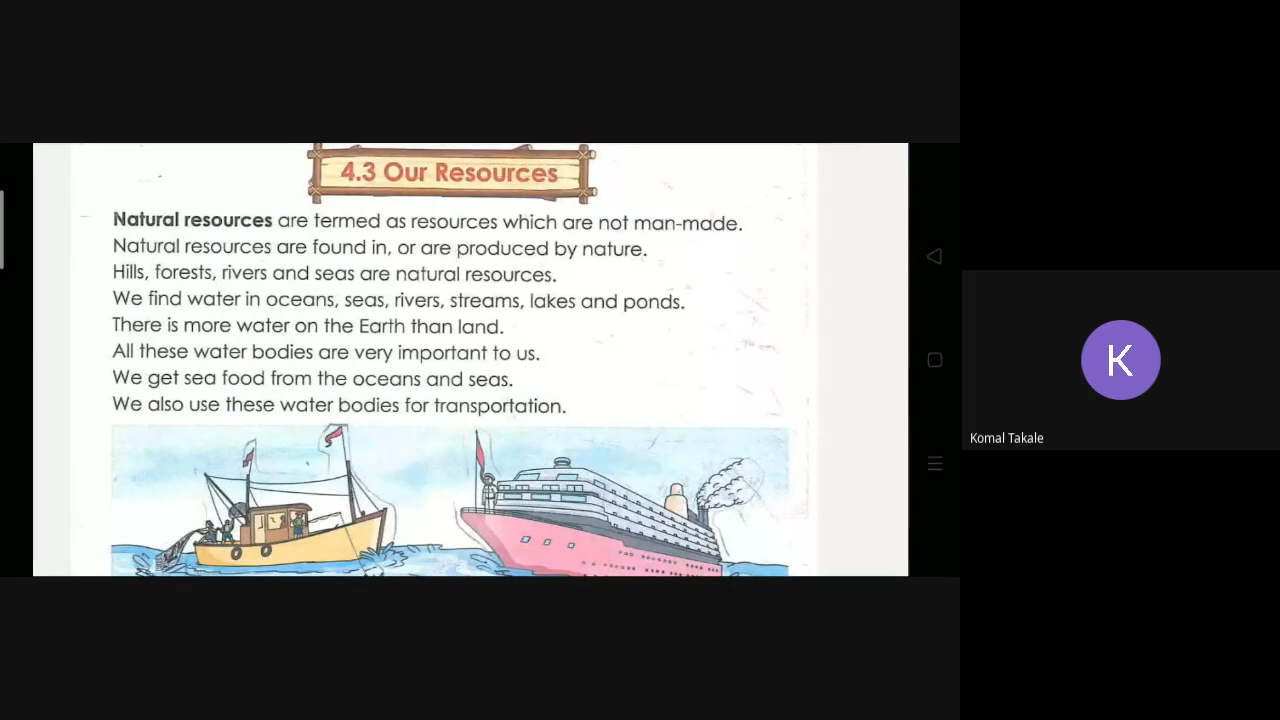 4.3 Our Resources
Natural resources are termed as resources which are not man-made.
Natural resources are found in, or are produced by nature.
Hills, forests, rivers and seas are natural resources.
We find water in oceans, seas, rivers, streams, lakes and ponds.
There is more water on the Earth than land.
All these water bodies are very important to us.
We get sea food from the oceans and seas.
We also use these water bodies for transportation.
K
Komal Takale